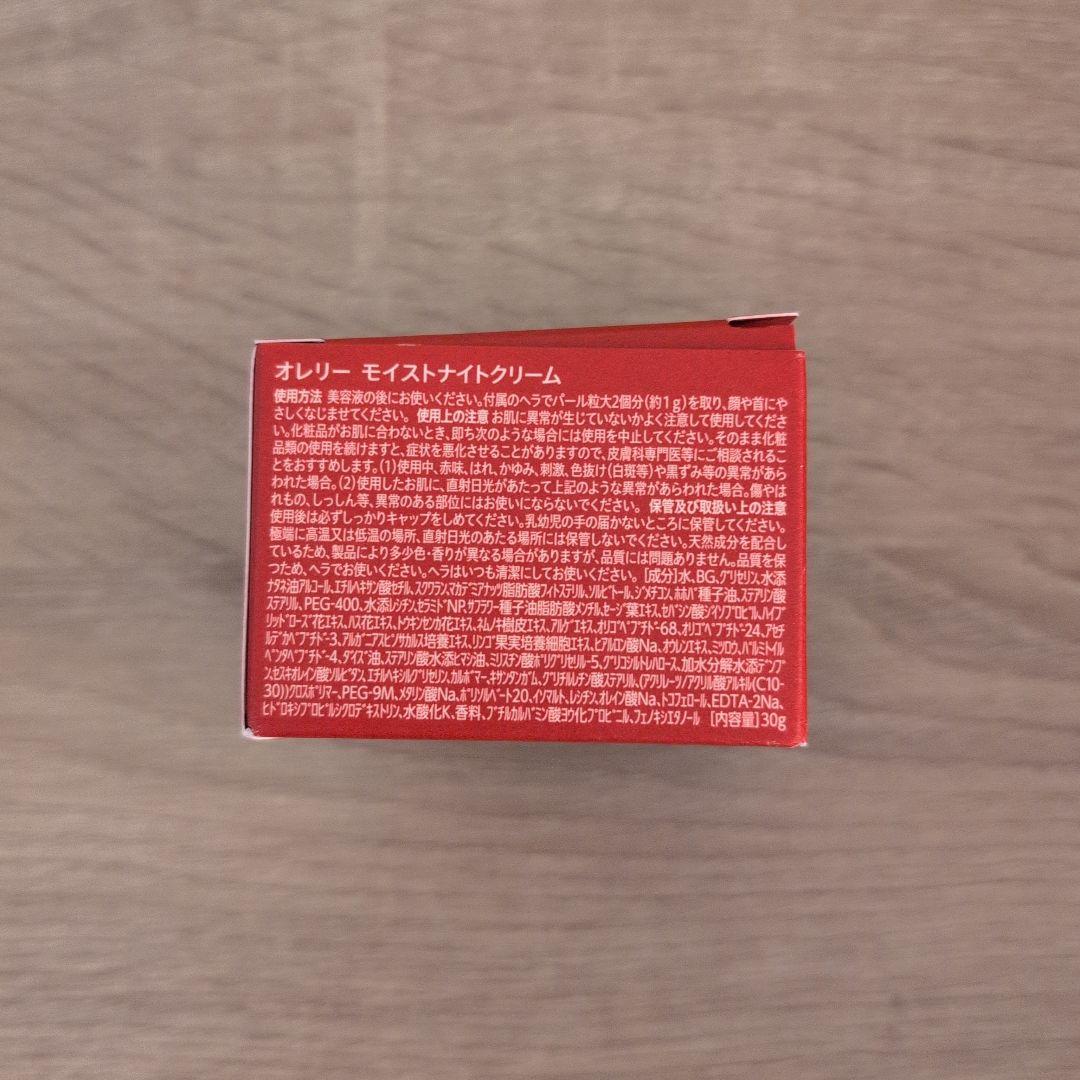 オレリー モイストナイトクリーム
使用方法 美容液の後にお使いください。付属のヘラでパール粒大2個分(約1g)を取り、顔や首にや
さしくなじませてください。 使用上の注意 お肌に異常が生じていないかよく注意して使用してくださ
い。化粧品がお肌に合わないとき、即ち次のような場合には使用を中止してください。そのまま化粧
品類の使用を続けますと、症状を悪化させることがありますので、皮膚科専門医等にご相談されるこ
とをおすすめします。(1)使用中、赤味、はれ、かゆみ、刺激、色抜け(白斑等)や黒ずみ等の異常があら
われた場合。(2)使用したお肌に、直射日光があたって上記のような異常があらわれた場合。傷やは
れもの、しっしん等、異常のある部位にはお使いにならないでください。 保管及び取扱い上の注意
使用後は必ずしっかりキャップをしめてください。乳幼児の手の届かないところに保管してください。
極端に高温又は低温の場所、直射日光のあたる場所には保管しないでください。天然成分を配合し
ているため、製品により多少色・香りが異なる場合がありますが、品質には問題ありません。品質を保
つため、ヘラでお使いください。ヘラはいつも清潔にしてお使いください。 [成分]水、BG、グリセリン、水添
ナタネ油アルコール、エチルヘキサン酸セチル、スクワラン、マカデミアナッツ脂肪酸フィトステリル、ソルビトール、ジメチコン、ホホバ種子油、ステアリン酸
ステアリル、PEG-400、水添レシチン、セラミドNP、サフラワー種子油脂肪酸メンチル、セージ葉エキス、セバシン酸ジイソプロピル、ハイブ
リッドローズ花エキス、ハス花エキス、トウキンセンカ花エキス、ネムノキ樹皮エキス、アルゲエキス、オリゴペプチド-68、オリゴペプチド-24、アセチ
ルデカペプチド-3、アルガニアスピノサカルス培養エキス、リンゴ果実培養細胞エキス、ヒアルロン酸Na、オウレンエキス、ミツロウ、パルミトイル
ペンタペプチド-4、ダイズ油、ステアリン酸水添ヒマシ油、ミリスチン酸ポリグリセリル-5、グリコシルトレハロース、加水分解水添デンプ
ン、セスキオレイン酸ソルビタン、エチルヘキシルグリセリン、カルボマー、キサンタンガム、グリチルレチン酸ステアリル、(アクリレーツ/アクリル酸アルキル(C10-
30))クロスポリマー、PEG-9M、メタリン酸Na、ポリソルベート20、イソマルト、レシチン、オレイン酸Na、トコフェロール、EDTA-2Na、
ヒドロキシプロピルシクロデキストリン、水酸化K、香料、ブチルカルバミン酸ヨウ化プロピニル、フェノキシエタノール [内容量]30g